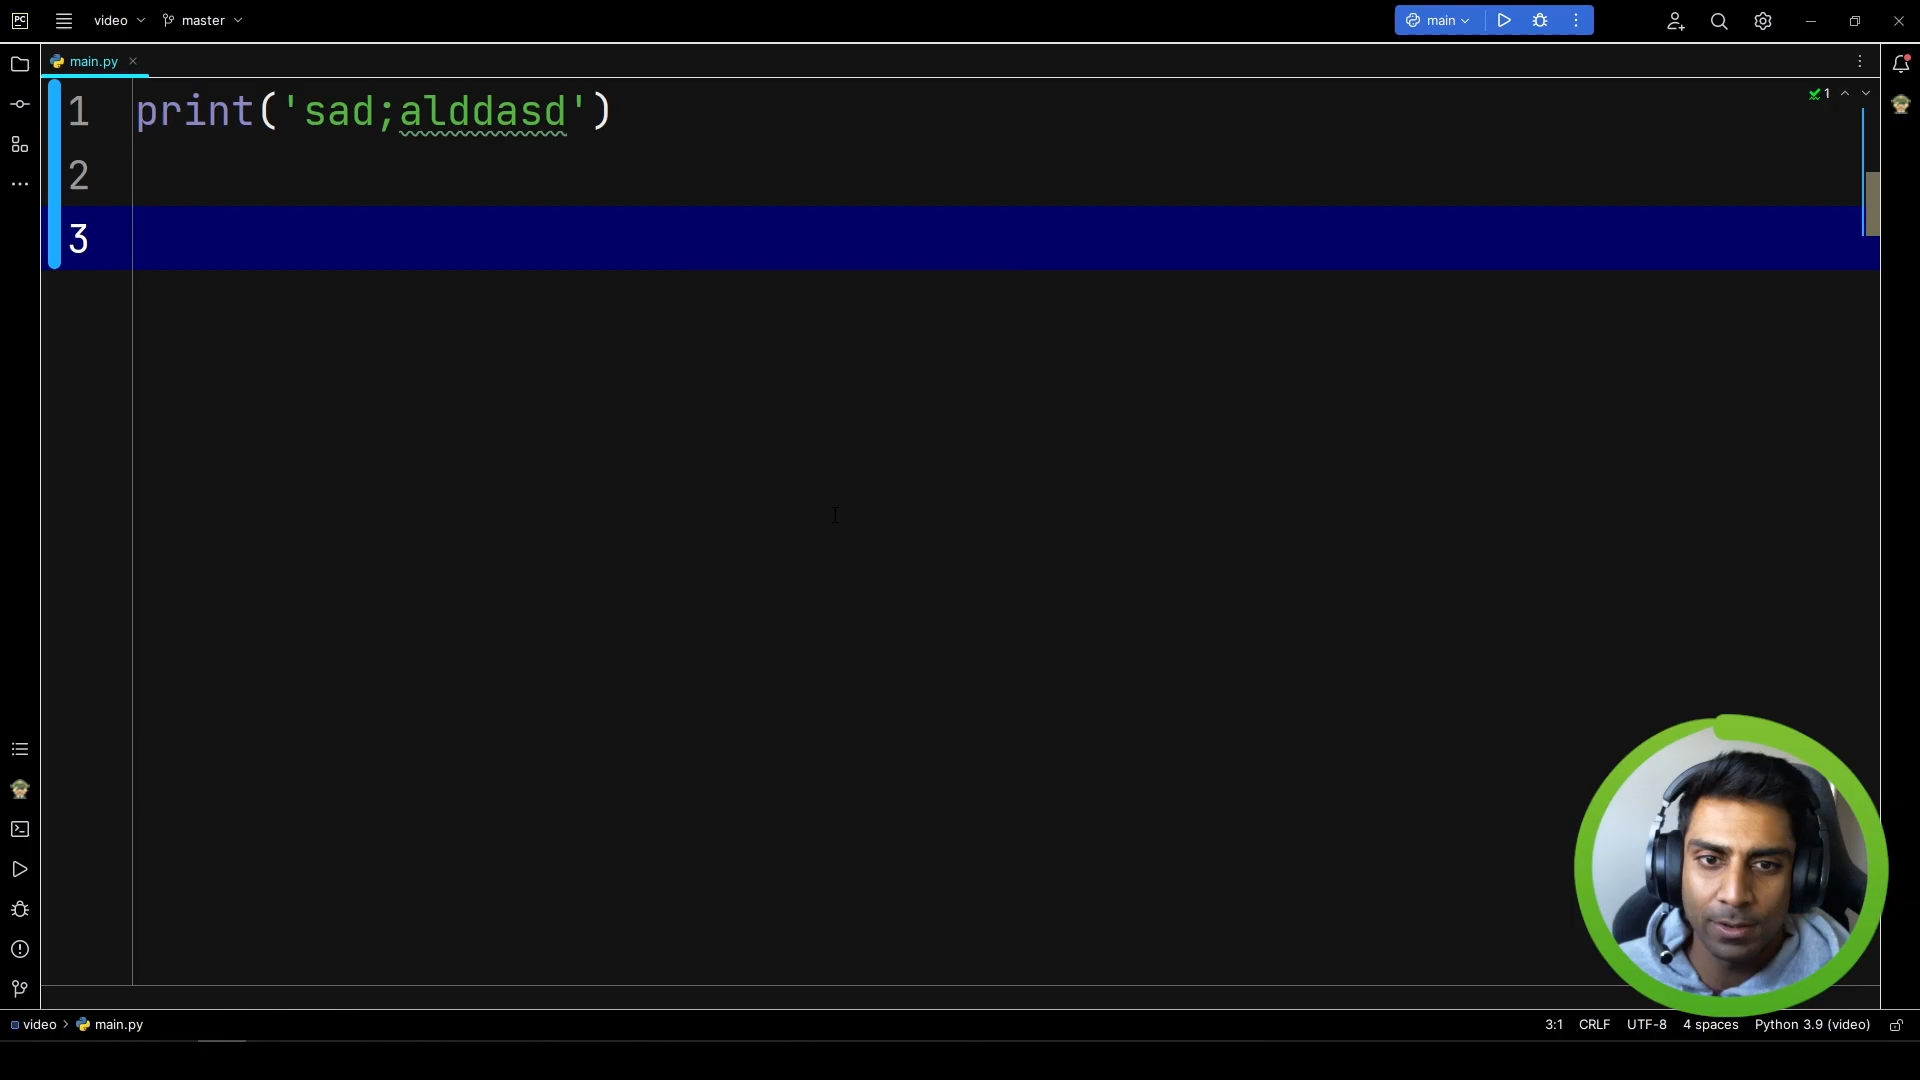 PC
video
master
main
main.py
1 print('sad;alddasd')
1
2
3
video
main.py
3:1
CRLF
UTF-8
4 spaces
Python 3.9 (video)